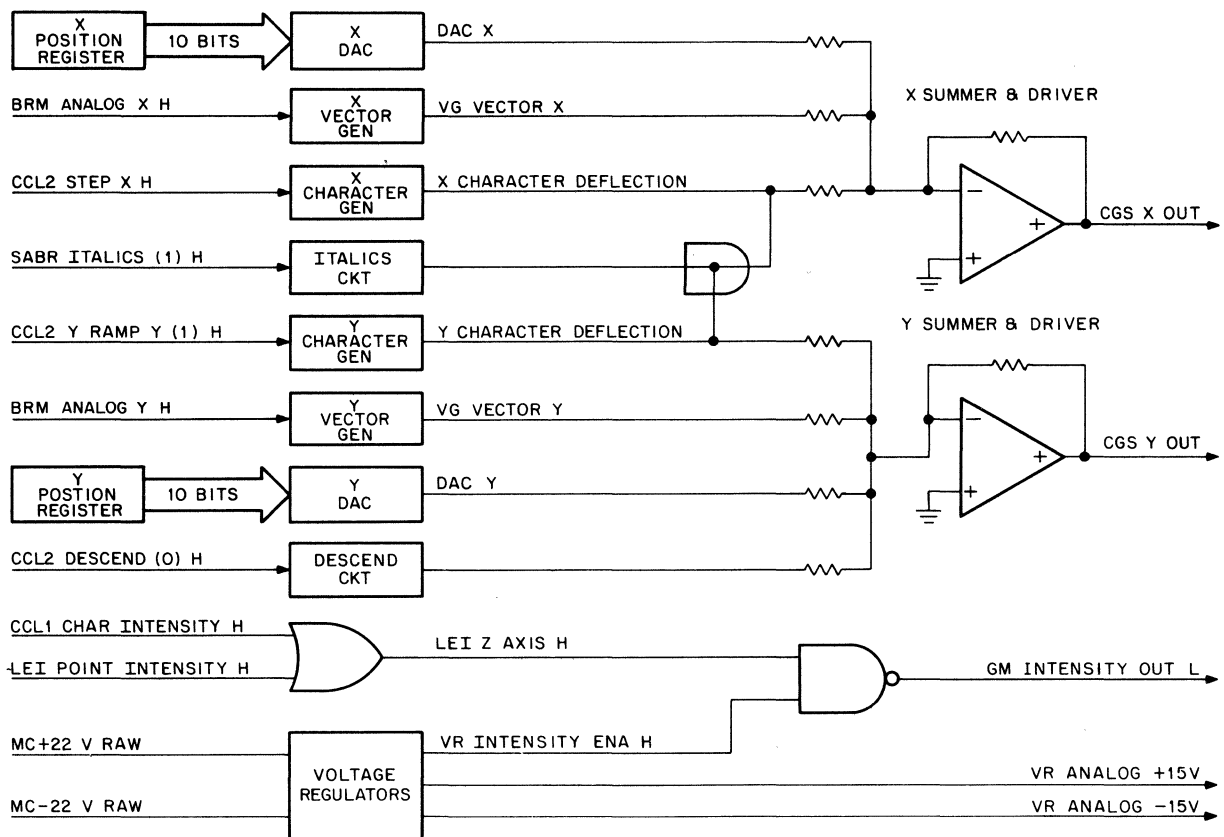 X
POSITION
REGISTER
10 BITS
X
DAC
DAC X
BRM ANALOG X H
X
VECTOR
GEN
VG VECTOR X
X SUMMER & DRIVER
CCL2 STEP X H
X
CHARACTER
GEN
X CHARACTER DEFLECTION
−
+
+
CGS X OUT
SABR ITALICS (1) H
ITALICS
CKT
CCL2 Y RAMP Y (1) H
Y
CHARACTER
GEN
Y CHARACTER DEFLECTION
Y SUMMER & DRIVER
BRM ANALOG Y H
Y
VECTOR
GEN
VG VECTOR Y
−
+
+
CGS Y OUT
Y
POSTION
REGISTER
10 BITS
Y
DAC
DAC Y
CCL2 DESCEND (0) H
DESCEND
CKT
CCL1 CHAR INTENSITY H
LEI POINT INTENSITY H
LEI Z AXIS H
GM INTENSITY OUT L
MC+22 V RAW
MC−22 V RAW
VOLTAGE
REGULATORS
VR INTENSITY ENA H
VR ANALOG +15V
VR ANALOG −15V